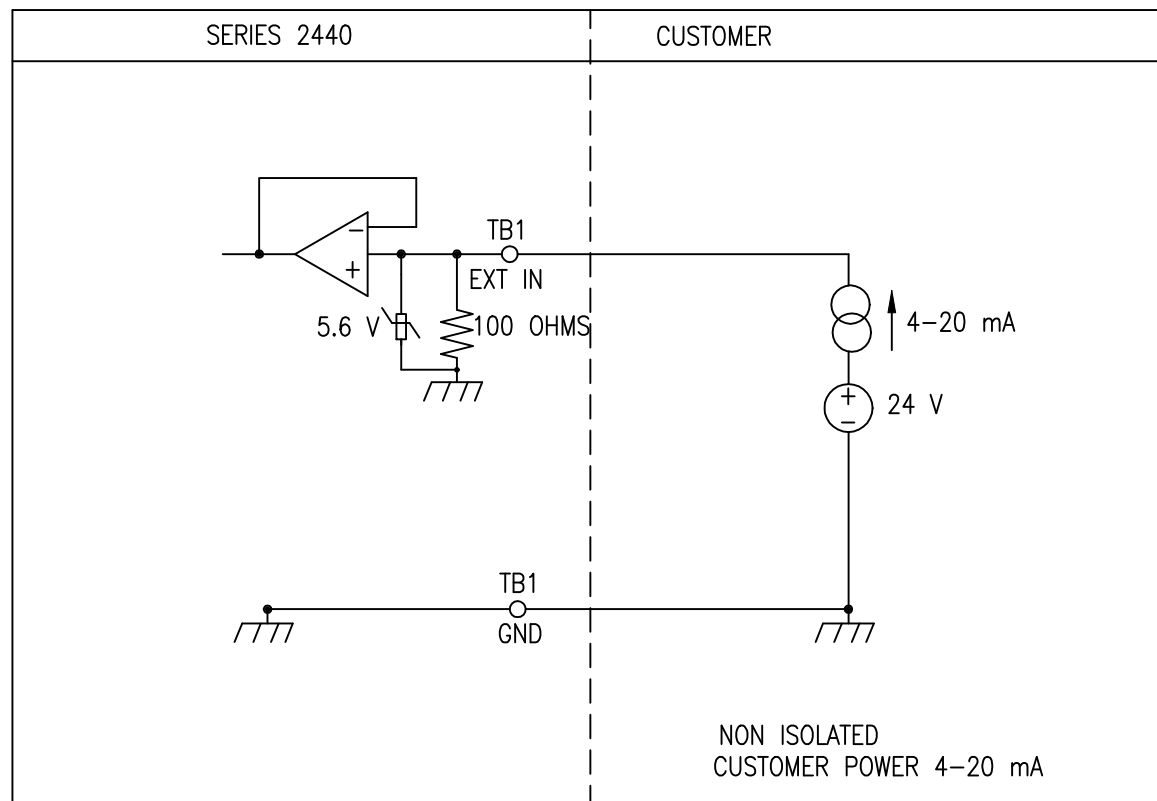 SERIES 2440
CUSTOMER
TB1
EXT IN
5.6 V
100 OHMS
4-20 mA
24 V
TB1
GND
NON ISOLATED
CUSTOMER POWER 4-20 mA